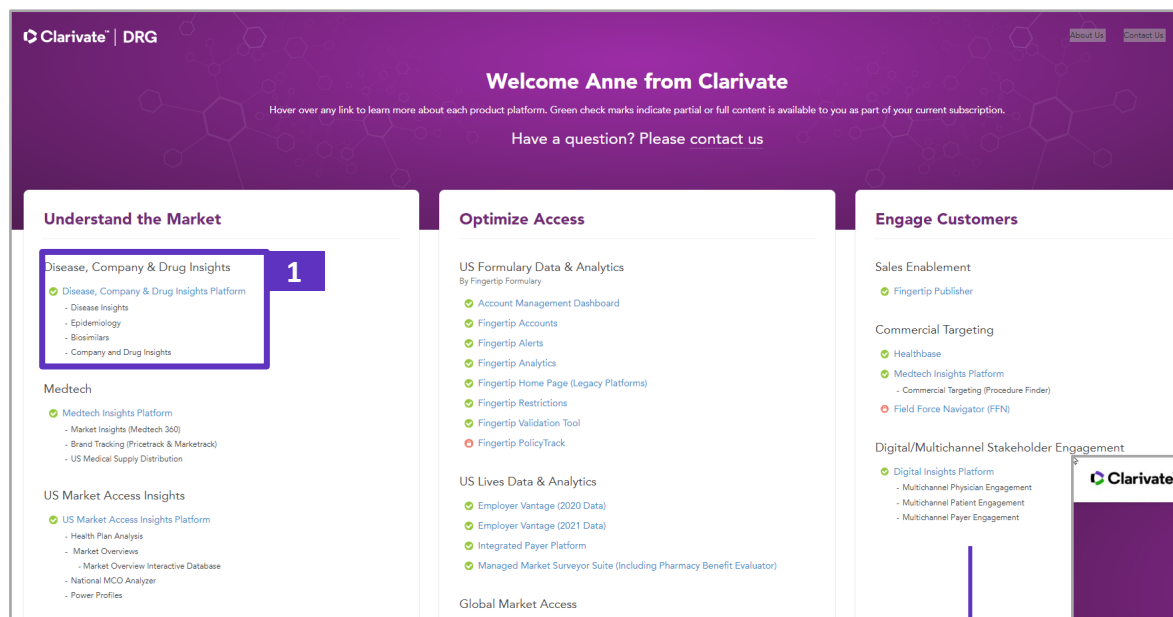 Clarivate™ | DRG
About Us
Contact Us
Welcome Anne from Clarivate
Hover over any link to learn more about each product platform. Green check marks indicate partial or full content is available to you as part of your current subscription.
Have a question? Please contact us
Understand the Market
Disease, Company & Drug Insights
1
Disease, Company & Drug Insights Platform
- Disease Insights
- Epidemiology
- Biosimilars
- Company and Drug Insights
Medtech
Medtech Insights Platform
- Market Insights (Medtech 360)
- Brand Tracking (Pricetrack & Marketrack)
- US Medical Supply Distribution
US Market Access Insights
US Market Access Insights Platform
- Health Plan Analysis
- Market Overviews
- Market Overview Interactive Database
- National MCO Analyzer
- Power Profiles
Optimize Access
US Formulary Data & Analytics
By Fingertip Formulary
Account Management Dashboard
Fingertip Accounts
Fingertip Alerts
Fingertip Analytics
Fingertip Home Page (Legacy Platforms)
Fingertip Restrictions
Fingertip Validation Tool
Fingertip PolicyTrack
US Lives Data & Analytics
Employer Vantage (2020 Data)
Employer Vantage (2021 Data)
Integrated Payer Platform
Managed Market Surveyor Suite (Including Pharmacy Benefit Evaluator)
Global Market Access
Engage Customers
Sales Enablement
Fingertip Publisher
Commercial Targeting
Healthbase
Medtech Insights Platform
- Commercial Targeting (Procedure Finder)
Field Force Navigator (FFN)
Digital/Multichannel Stakeholder Engagement
Digital Insights Platform
- Multichannel Physician Engagement
- Multichannel Patient Engagement
- Multichannel Payer Engagement
Clarivate